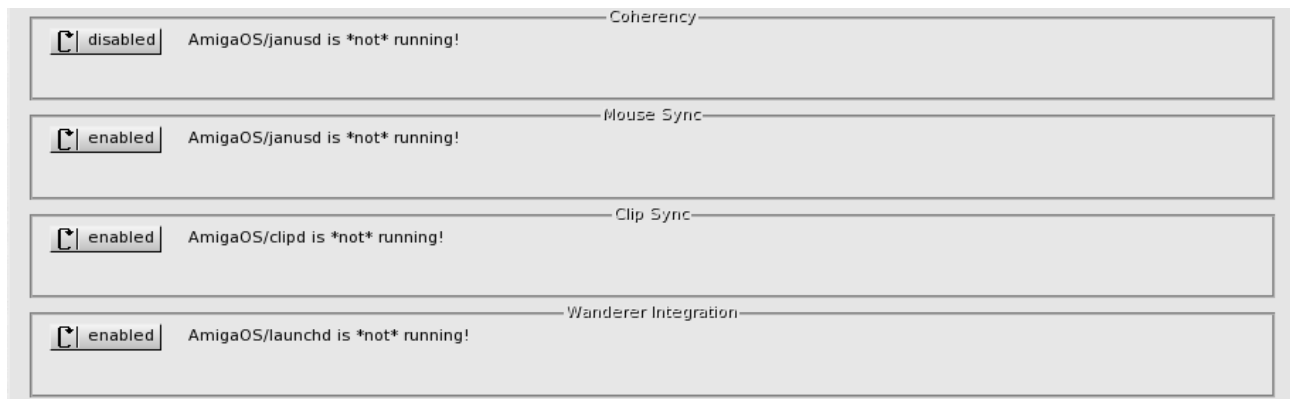 Coherency
disabled AmigaOS/janusd is *not* running!
Mouse Sync
enabled AmigaOS/janusd is *not* running!
Clip Sync
enabled AmigaOS/clipd is *not* running!
Wanderer Integration
enabled AmigaOS/launchd is *not* running!